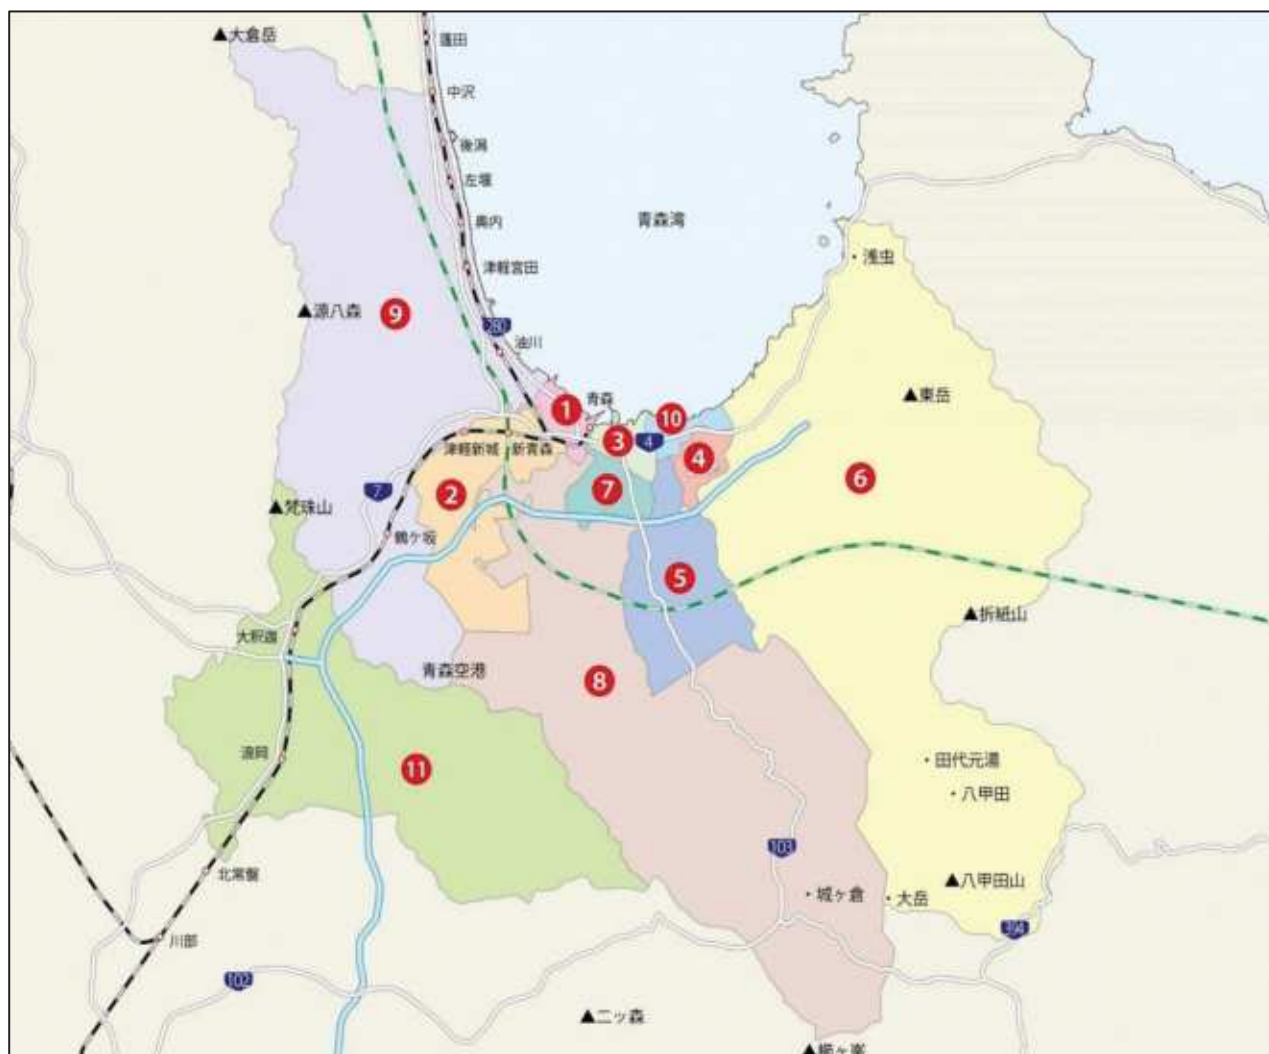 ▲大倉岳
蓬田
中沢
後潟
左堰
奥内
津軽宮田
青森湾
浅虫
▲源八森
9
280
油川
▲東岳
1
青森
10
3
4
4
津軽新城
新青森
7
2
7
6
▲梵珠山
鶴ケ坂
5
▲折紙山
大釈迦
青森空港
8
浪岡
11
田代元湯
八甲田
103
北常盤
城ヶ倉
大岳
▲八甲田山
394
川部
102
▲二ッ森
▲櫛ヶ峯